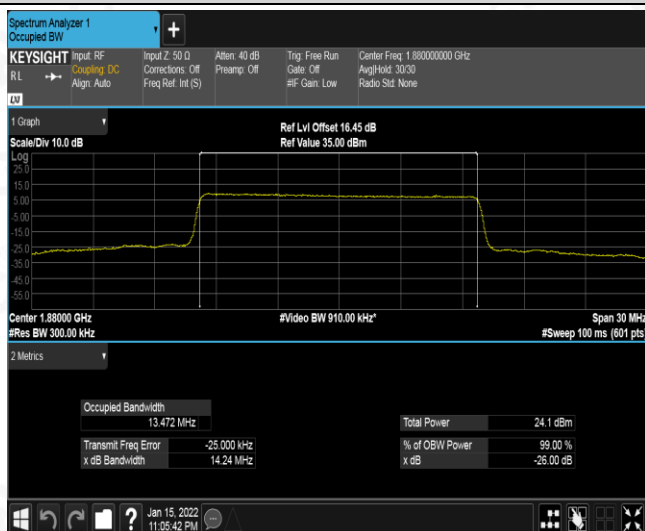 Spectrum Analyzer 1
Occupied BW
+
KEYSIGHT
RL
LXI
Input: RF
Coupling: DC
Align: Auto
Input Z: 50 Ω
Corrections: Off
Freq Ref: Int (S)
Atten: 40 dB
Preamp: Off
Trig: Free Run
Gate: Off
#IF Gain: Low
Center Freq: 1.880000000 GHz
Avg|Hold: 30/30
Radio Std: None
1 Graph
Scale/Div 10.0 dB
Ref Lvl Offset 16.45 dB
Ref Value 35.00 dBm
Log
25.0
15.0
5.00
-5.00
-15.0
-25.0
-35.0
-45.0
-55.0
Center 1.88000 GHz
#Video BW 910.00 kHz*
Span 30 MHz
#Res BW 300.00 kHz
#Sweep 100 ms (601 pts)
2 Metrics
Occupied Bandwidth
13.472 MHz
Total Power 24.1 dBm
Transmit Freq Error -25.000 kHz
% of OBW Power 99.00 %
x dB Bandwidth 14.24 MHz
x dB -26.00 dB
?
Jan 15, 2022
11:05:42 PM